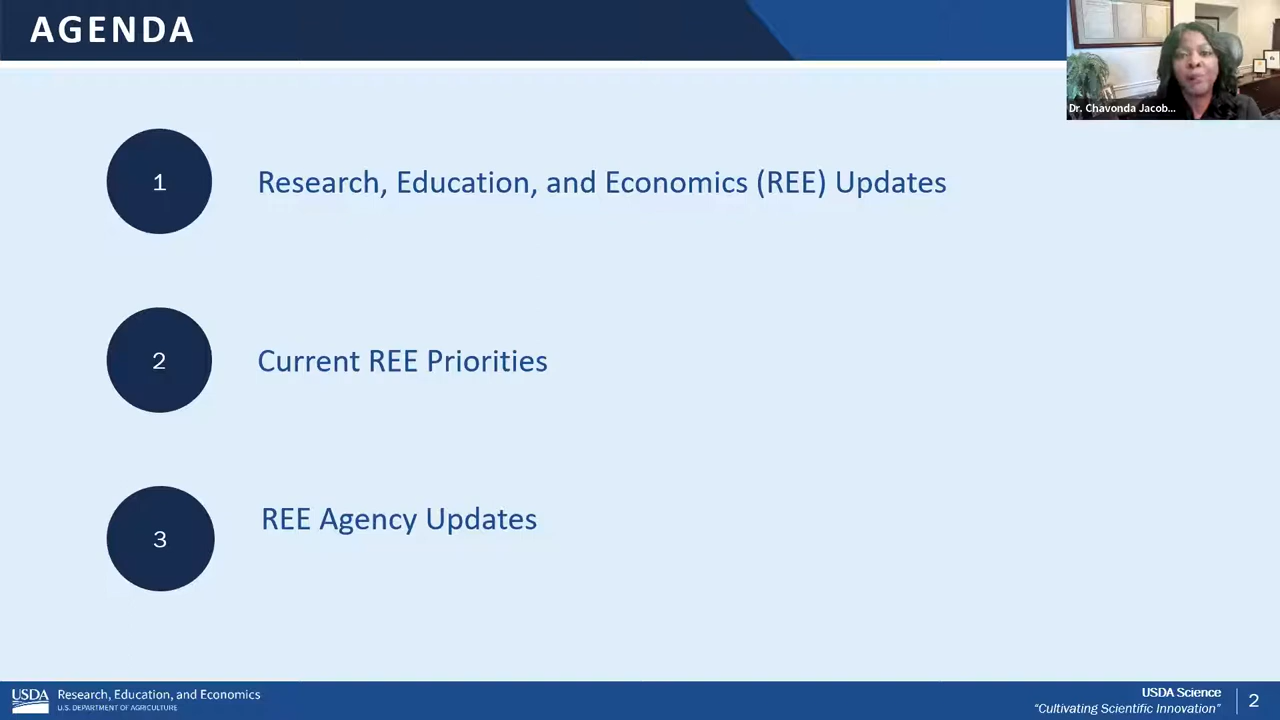 AGENDA
Dr. Chavonda Jacob...
1
Research, Education, and Economics (REE) Updates
2
Current REE Priorities
3
REE Agency Updates
USDA
Research, Education, and Economics
U.S. DEPARTMENT OF AGRICULTURE
USDA Science
“Cultivating Scientific Innovation”
2